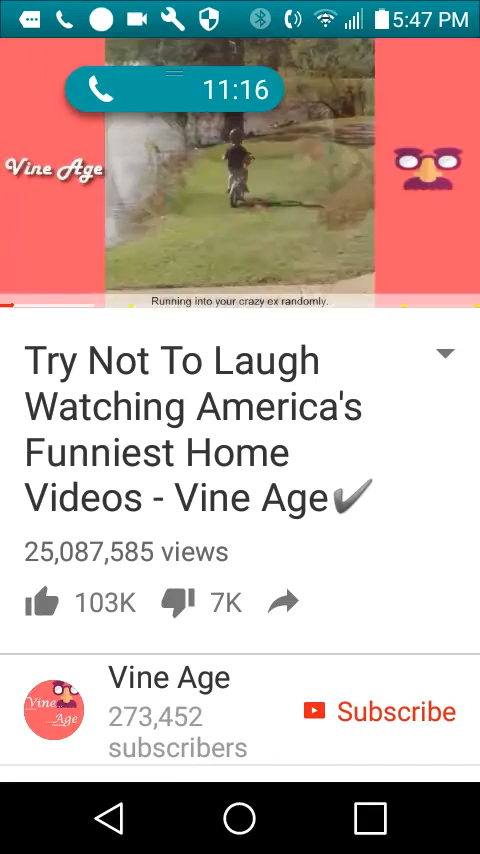 5:47 PM
11:16
Vine Age
Running into your crazy ex randomly.
Try Not To Laugh
Watching America's
Funniest Home
Videos - Vine Age✔
25,087,585 views
103K 7K
Vine Age
Vine Age
273,452
subscribers
Subscribe